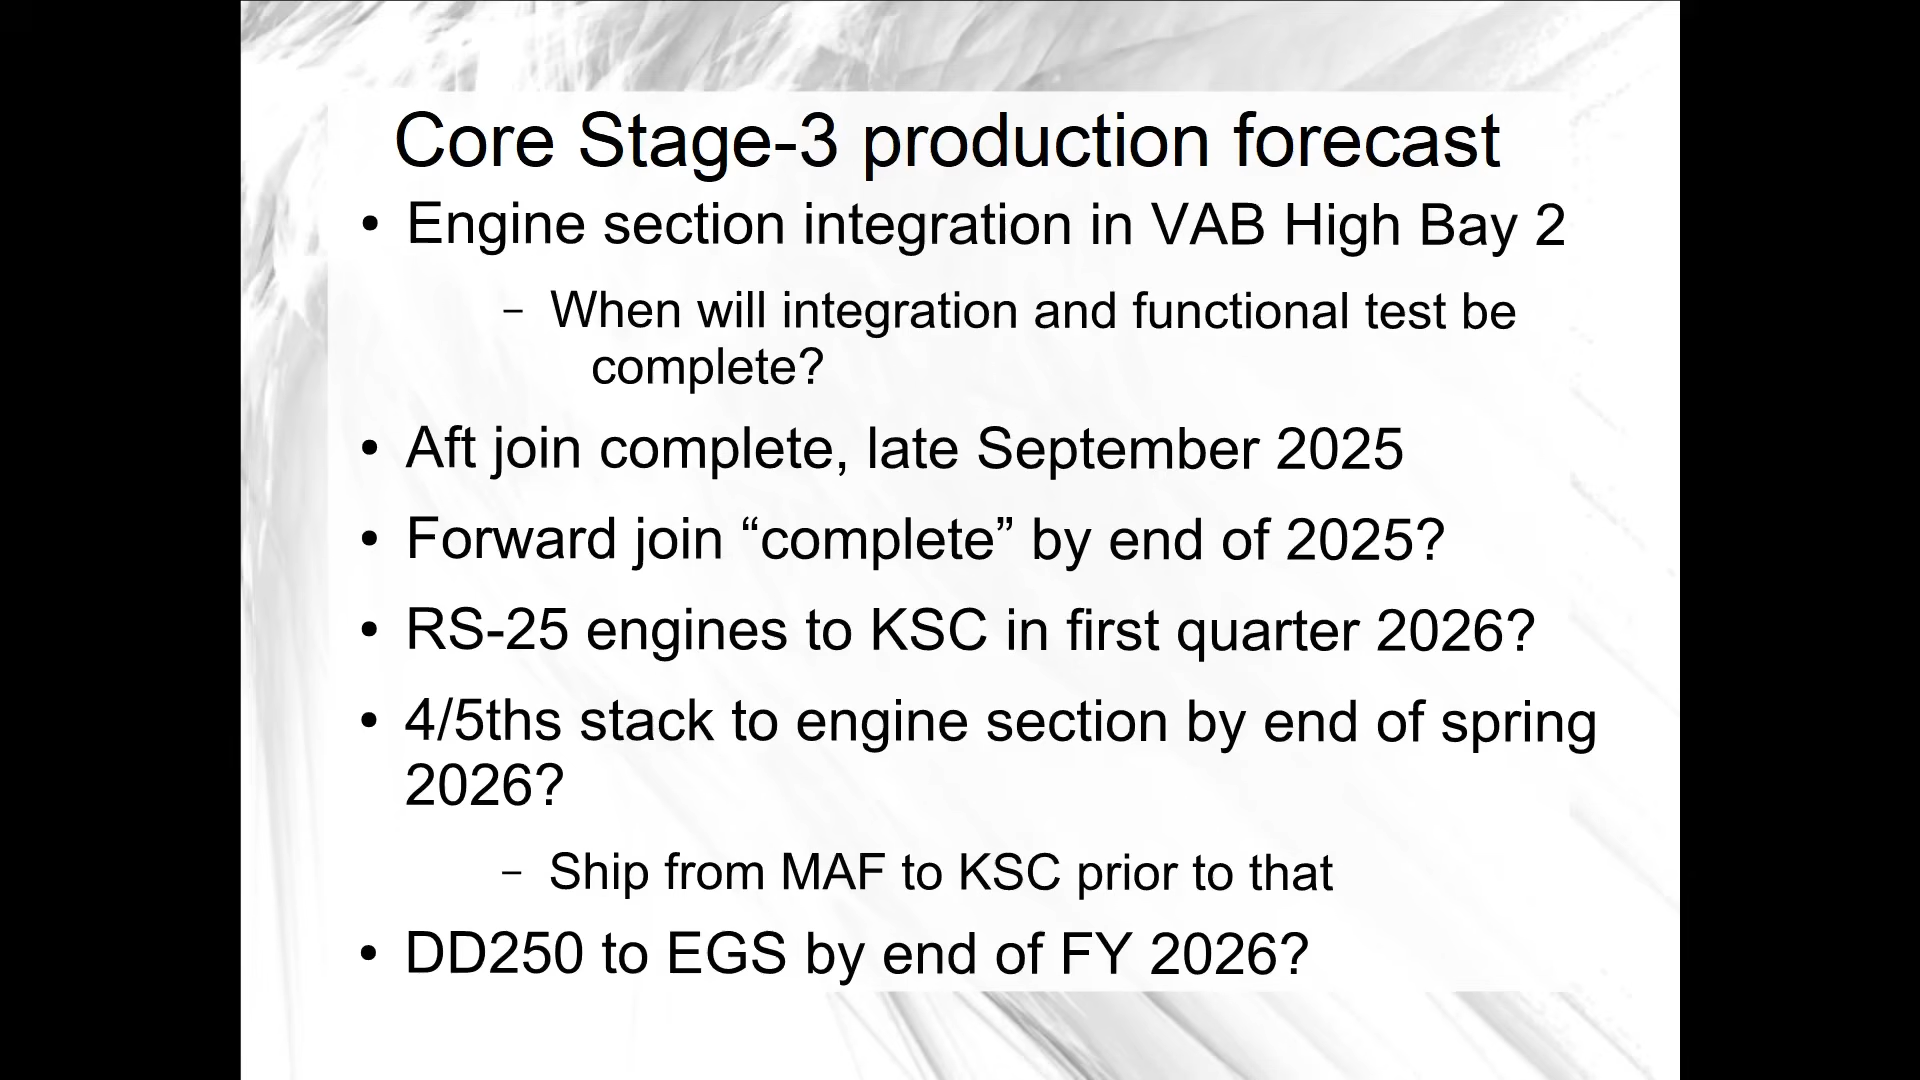 Core Stage-3 production forecast
• Engine section integration in VAB High Bay 2
– When will integration and functional test be
complete?
• Aft join complete, late September 2025
• Forward join “complete” by end of 2025?
• RS-25 engines to KSC in first quarter 2026?
• 4/5ths stack to engine section by end of spring
2026?
– Ship from MAF to KSC prior to that
• DD250 to EGS by end of FY 2026?